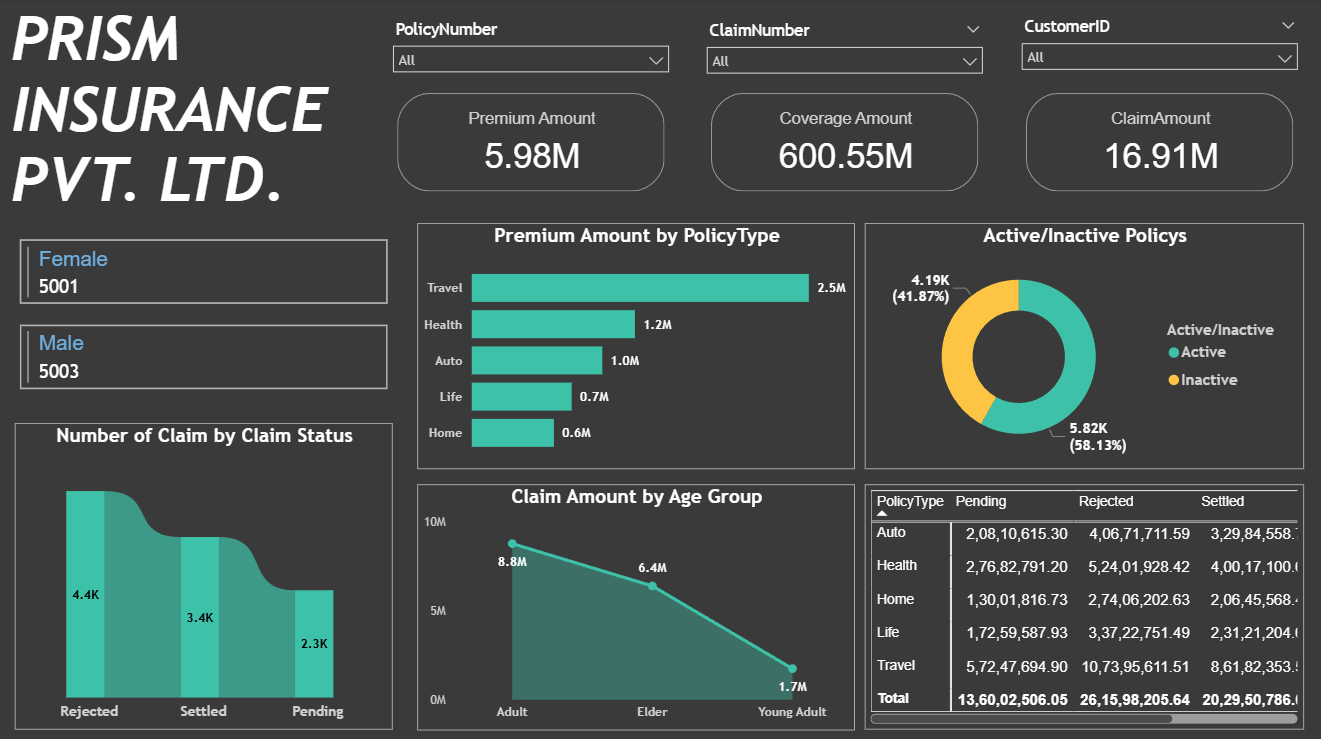 PRISM
INSURANCE
PVT. LTD.
PolicyNumber
All
ClaimNumber
All
CustomerID
All
Premium Amount
5.98M
Coverage Amount
600.55M
ClaimAmount
16.91M
Female
5001
Male
5003
Premium Amount by PolicyType
Travel 2.5M
Health 1.2M
Auto 1.0M
Life 0.7M
Home 0.6M
Active/Inactive Policys
4.19K
(41.87%)
5.82K
(58.13%)
Active/Inactive
Active
Inactive
Number of Claim by Claim Status
4.4K
3.4K
2.3K
Rejected Settled Pending
Claim Amount by Age Group
10M
5M
0M
8.8M
6.4M
1.7M
Adult Elder Young Adult
PolicyType Pending Rejected Settled
Auto 2,08,10,615.30 4,06,71,711.59 3,29,84,558.
Health 2,76,82,791.20 5,24,01,928.42 4,00,17,100.
Home 1,30,01,816.73 2,74,06,202.63 2,06,45,568.
Life 1,72,59,587.93 3,37,22,751.49 2,31,21,204.
Travel 5,72,47,694.90 10,73,95,611.51 8,61,82,353.
Total 13,60,02,506.05 26,15,98,205.64 20,29,50,786.